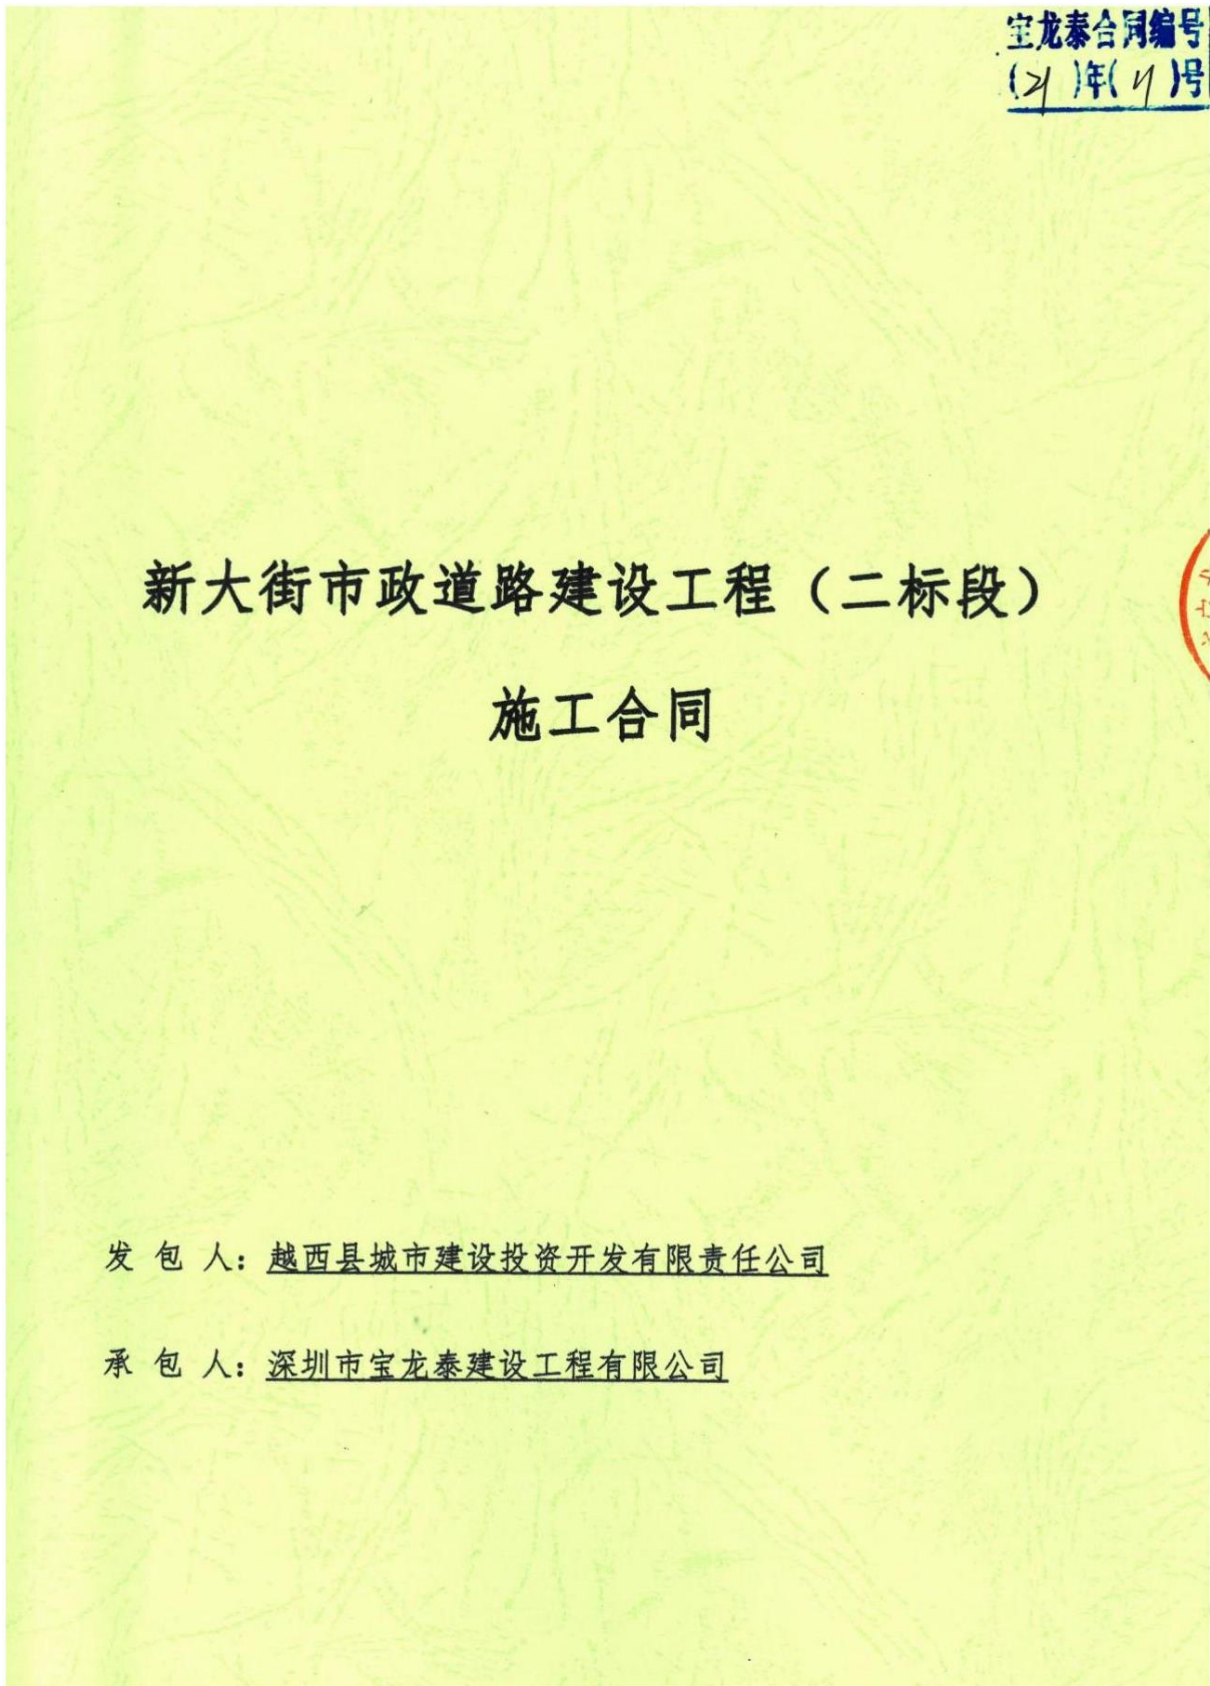 宝龙泰合同编号
(21)年( )号
新大街市政道路建设工程（二标段）
施工合同
发 包 人：越西县城市建设投资开发有限责任公司
承 包 人：深圳市宝龙泰建设工程有限公司